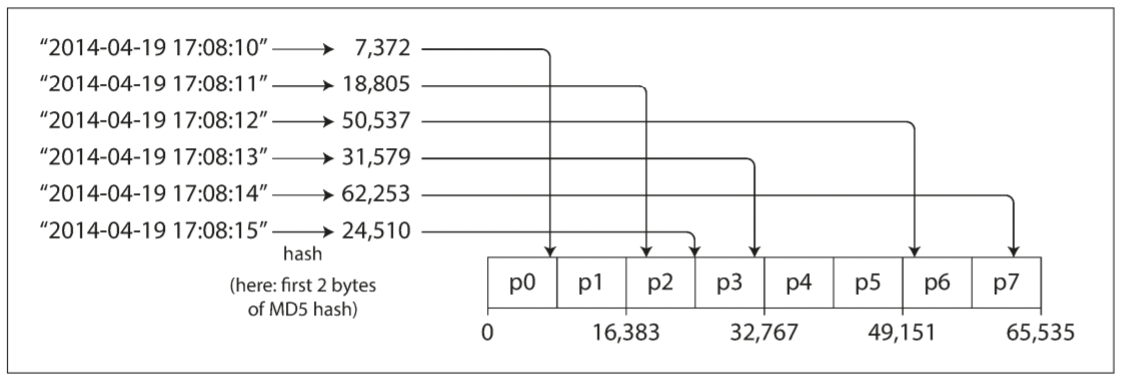 “2014-04-19 17:08:10” 7,372
“2014-04-19 17:08:11” 18,805
“2014-04-19 17:08:12” 50,537
“2014-04-19 17:08:13” 31,579
“2014-04-19 17:08:14” 62,253
“2014-04-19 17:08:15” 24,510
hash
(here: first 2 bytes
of MD5 hash)
p0 p1 p2 p3 p4 p5 p6 p7
0 16,383 32,767 49,151 65,535